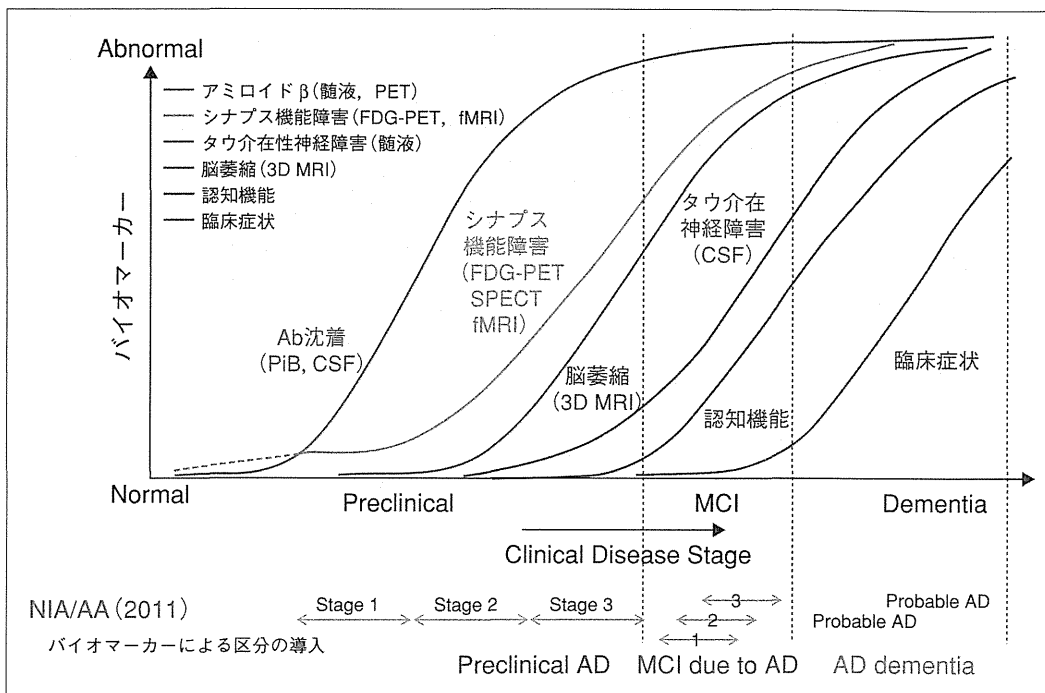 Abnormal
アミロイドβ(髄液, PET)
シナプス機能障害(FDG-PET, fMRI)
タウ介在性神経障害(髄液)
脳萎縮(3D MRI)
認知機能
臨床症状
バイオマーカー
Ab沈着
(PiB, CSF)
シナプス
機能障害
(FDG-PET
SPECT
fMRI)
脳萎縮
(3D MRI)
タウ介在
神経障害
(CSF)
認知機能
臨床症状
Normal
Preclinical
MCI
Dementia
Clinical Disease Stage
NIA/AA(2011)
バイオマーカーによる区分の導入
Stage 1
Stage 2
Stage 3
3
2
1
Probable AD
Probable AD
Preclinical AD
MCI due to AD
AD dementia